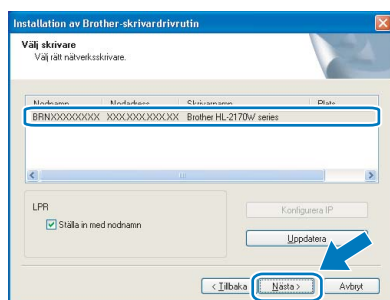 Installation av Brother-skrivardrivrutin
Välj skrivare
Välj rätt nätverksskrivare.
Nodnamn Nodadress Skrivarnamn Plats
BRNXXXXXXXXX XXX.XXX.XXX.XX Brother HL-2170W series
LPR
Ställa in med nodnamn
Konfigurera IP
Uppdatera
< Tillbaka Nästa > Avbryt